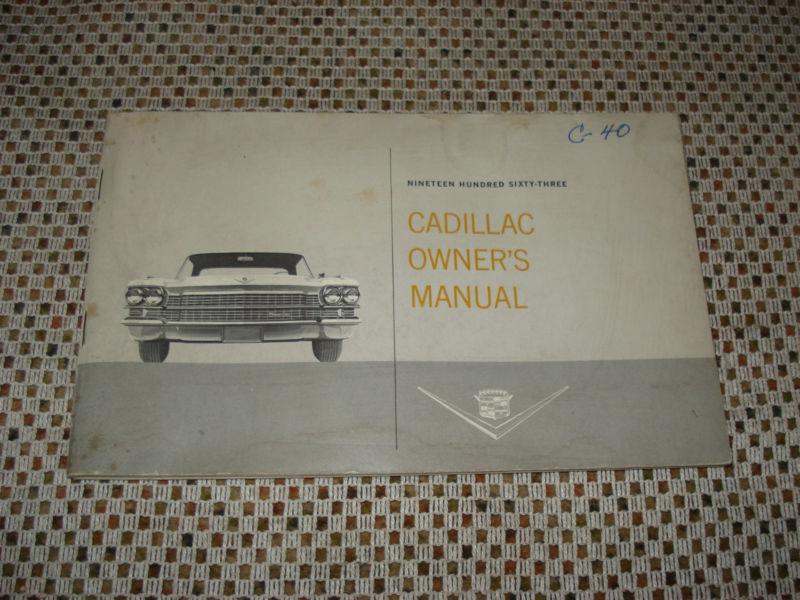 C-40
NINETEEN HUNDRED SIXTY-THREE
CADILLAC
OWNER'S
MANUAL